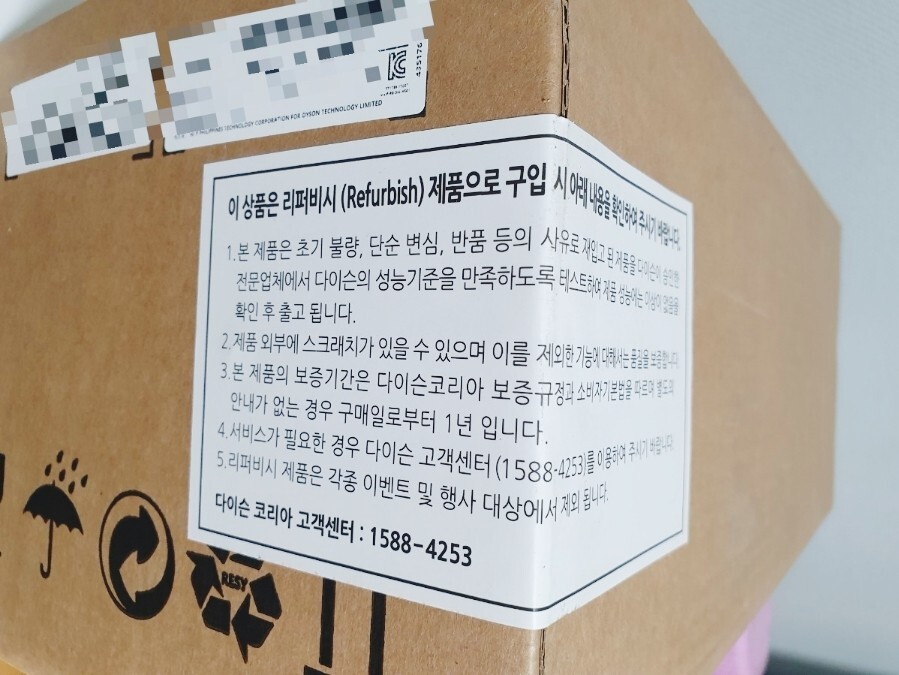 435176
PHILIPPINES TECHNOLOGY CORPORATION FOR DYSON TECHNOLOGY LIMITED
이 상품은 리퍼비시 (Refurbish) 제품으로 구입 시 아래 내용을 확인하여 주시기 바랍니다.
1. 본 제품은 초기 불량, 단순 변심, 반품 등의 사유로 재입고 된 제품을 다이슨이 승인한
전문업체에서 다이슨의 성능기준을 만족하도록 테스트하여 제품 성능에는 이상이 없음을
확인 후 출고 됩니다.
2. 제품 외부에 스크래치가 있을 수 있으며 이를 제외한 기능에 대해서는 품질을 보증합니다.
3. 본 제품의 보증기간은 다이슨코리아 보증규정과 소비자기본법을 따르며 별도의
안내가 없는 경우 구매일로부터 1년 입니다.
4. 서비스가 필요한 경우 다이슨 고객센터 (1588-4253)를 이용하여 주시기 바랍니다.
5. 리퍼비시 제품은 각종 이벤트 및 행사 대상에서 제외 됩니다.
다이슨 코리아 고객센터 : 1588-4253
RESY